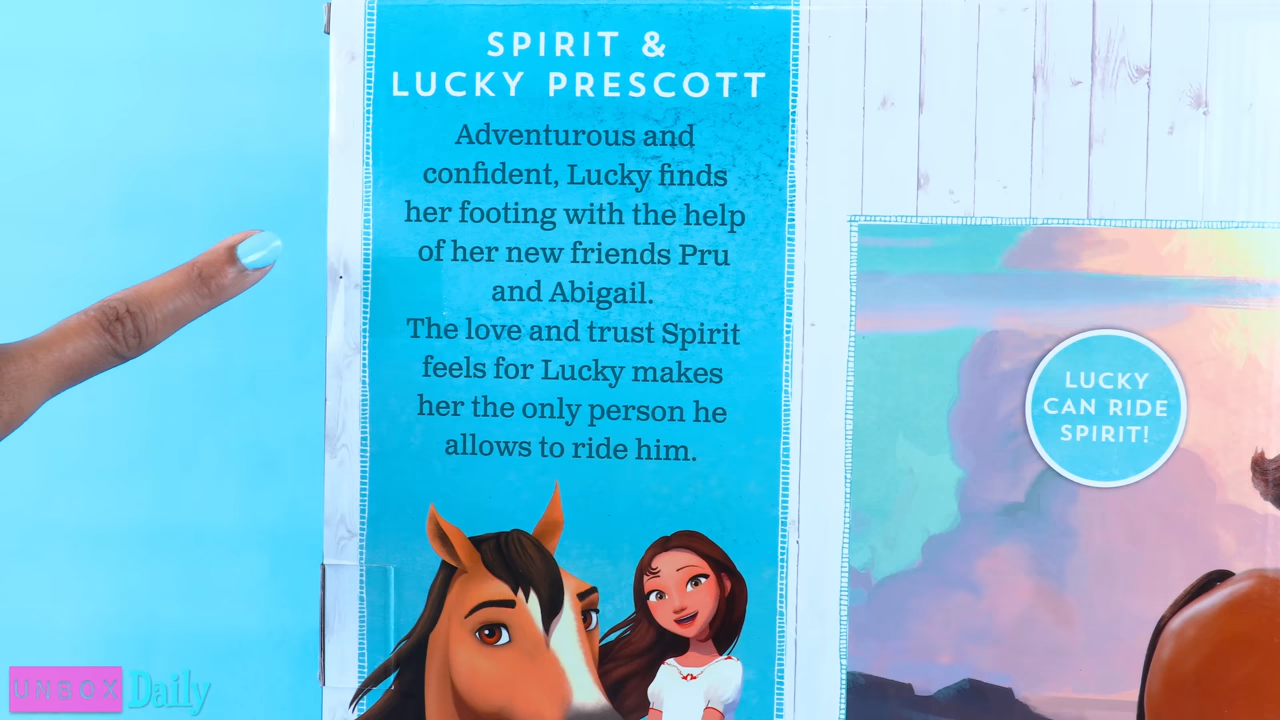 SPIRIT &
LUCKY PRESCOTT
Adventurous and
confident, Lucky finds
her footing with the help
of her new friends Pru
and Abigail.
The love and trust Spirit
feels for Lucky makes
her the only person he
allows to ride him.
LUCKY
CAN RIDE
SPIRIT!
UNBOX Daily